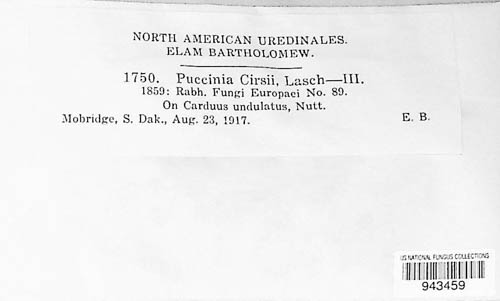 NORTH AMERICAN UREDINALES.
ELAM BARTHOLOMEW.
1750. Puccinia Cirsii, Lasch—III.
1859: Rabh. Fungi Europaei No. 89.
On Carduus undulatus, Nutt.
Mobridge, S. Dak., Aug. 23, 1917. E. B.
US NATIONAL FUNGUS COLLECTIONS
943459